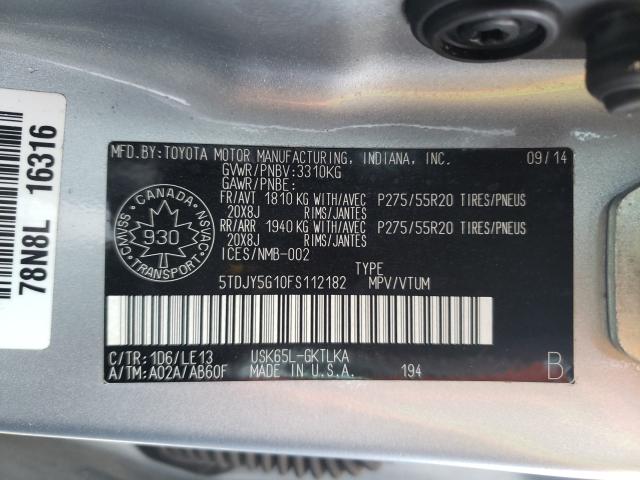 MFD.BY: TOYOTA MOTOR MANUFACTURING, INDIANA, INC. 09/14
GVWR/PNBV:3310KG
GAWR/PNBE:
FR/AVT 1810 KG WITH/AVEC P275/55R20 TIRES/PNEUS
20X8J RIMS/JANTES
RR/ARR 1940 KG WITH/AVEC P275/55R20 TIRES/PNEUS
20X8J RIMS/JANTES
ICES/NMB-002
TYPE
5TDJY5G10FS112182 MPV/VTUM
C/TR: 1D6/LE13 USK65L-GKTLKA
A/TM: A02A/AB60F MADE IN U.S.A. 194
B
CANADA
CMVSS 930 NSVAC
TRANSPORT
78N8L 16316